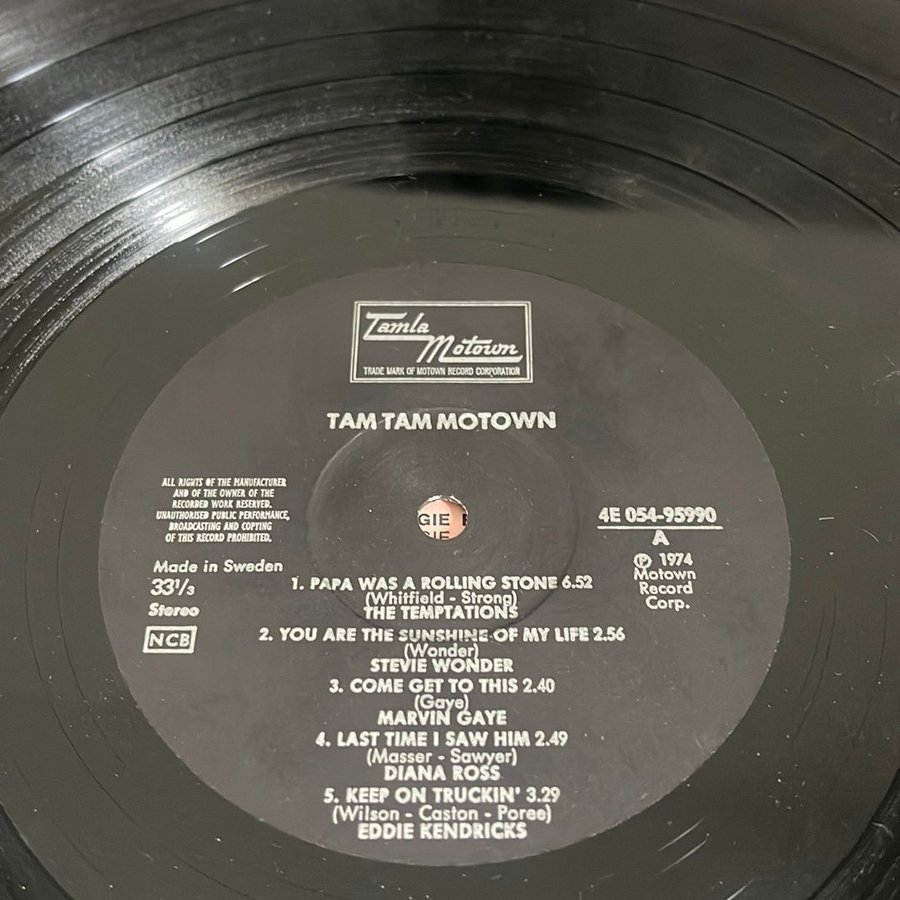 Tamla
Motown
TRADE MARK OF MOTOWN RECORD CORPORATION
TAM TAM MOTOWN
ALL RIGHTS OF THE MANUFACTURER
AND OF THE OWNER OF THE
RECORDED WORK RESERVED.
UNAUTHORISED PUBLIC PERFORMANCE,
BROADCASTING AND COPYING
OF THIS RECORD PROHIBITED.
Made in Sweden
33⅓
Stereo
NCB
GIE
4E 054-95990
A
℗ 1974
Motown
Record
Corp.
1. PAPA WAS A ROLLING STONE 6.52
(Whitfield - Strong)
THE TEMPTATIONS
2. YOU ARE THE SUNSHINE OF MY LIFE 2.56
(Wonder)
STEVIE WONDER
3. COME GET TO THIS 2.40
(Gaye)
MARVIN GAYE
4. LAST TIME I SAW HIM 2.49
(Masser - Sawyer)
DIANA ROSS
5. KEEP ON TRUCKIN' 3.29
(Wilson - Caston - Poree)
EDDIE KENDRICKS